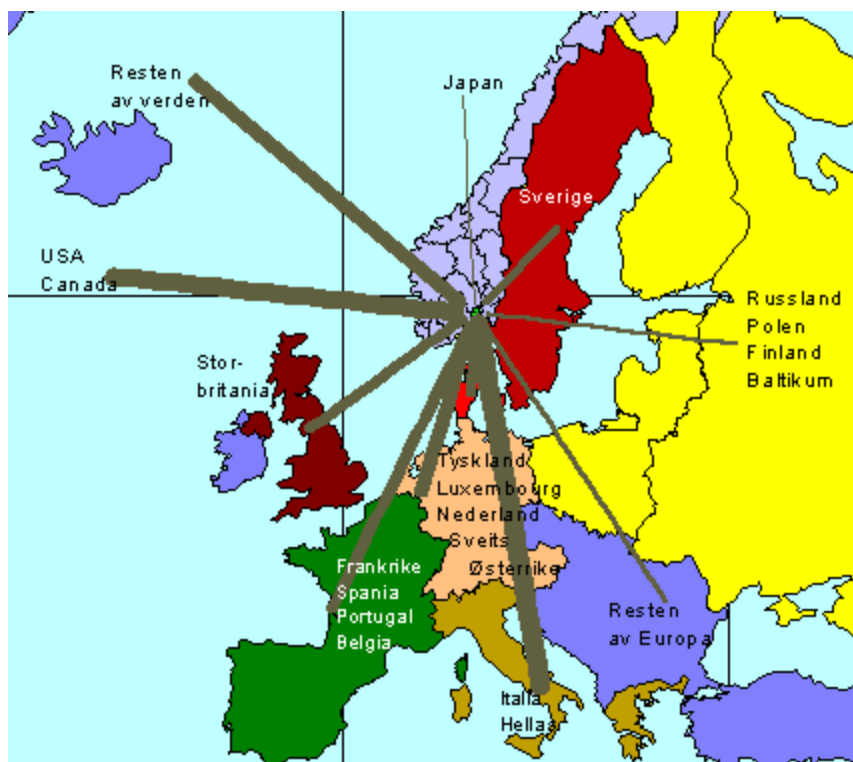 Resten
av verden
Japan
Sverige
USA
Canada
Russland
Polen
Finland
Baltikum
Stor-
britania
Tyskland
Luxembourg
Nederland
Sveits
Østerrike
Frankrike
Spania
Portugal
Belgia
Resten
av Europa
Italia
Hellas